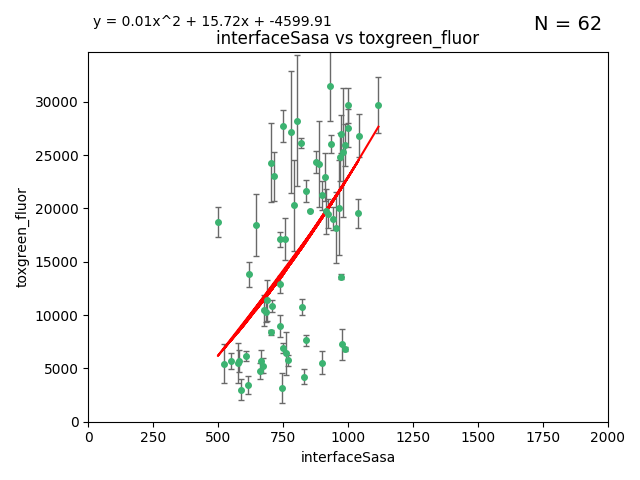 y = 0.01x^2 + 15.72x + -4599.91
N = 62
interfaceSasa vs toxgreen_fluor
30000
25000
20000
15000
10000
5000
0
toxgreen_fluor
0 250 500 750 1000 1250 1500 1750 2000
interfaceSasa